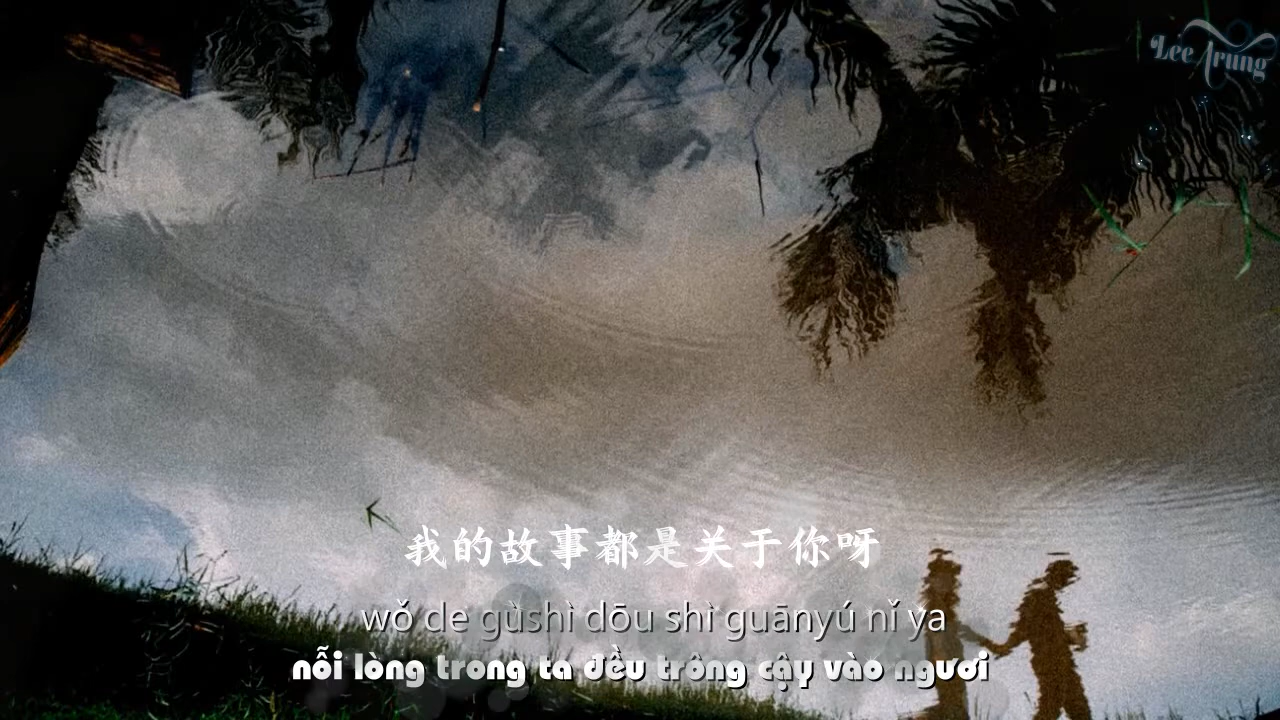 Lee Trung
我的故事都是关于你呀
wǒ de gùshì dōu shì guānyú nǐ ya
nỗi lòng trong ta đều trông cậy vào ngươi